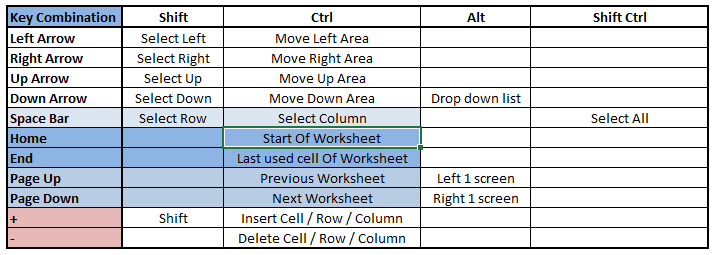 Key Combination Shift Ctrl Alt Shift Ctrl
Left Arrow Select Left Move Left Area
Right Arrow Select Right Move Right Area
Up Arrow Select Up Move Up Area
Down Arrow Select Down Move Down Area Drop down list
Space Bar Select Row Select Column Select All
Home Start Of Worksheet
End Last used cell Of Worksheet
Page Up Previous Worksheet Left 1 screen
Page Down Next Worksheet Right 1 screen
+ Shift Insert Cell / Row / Column
- Delete Cell / Row / Column